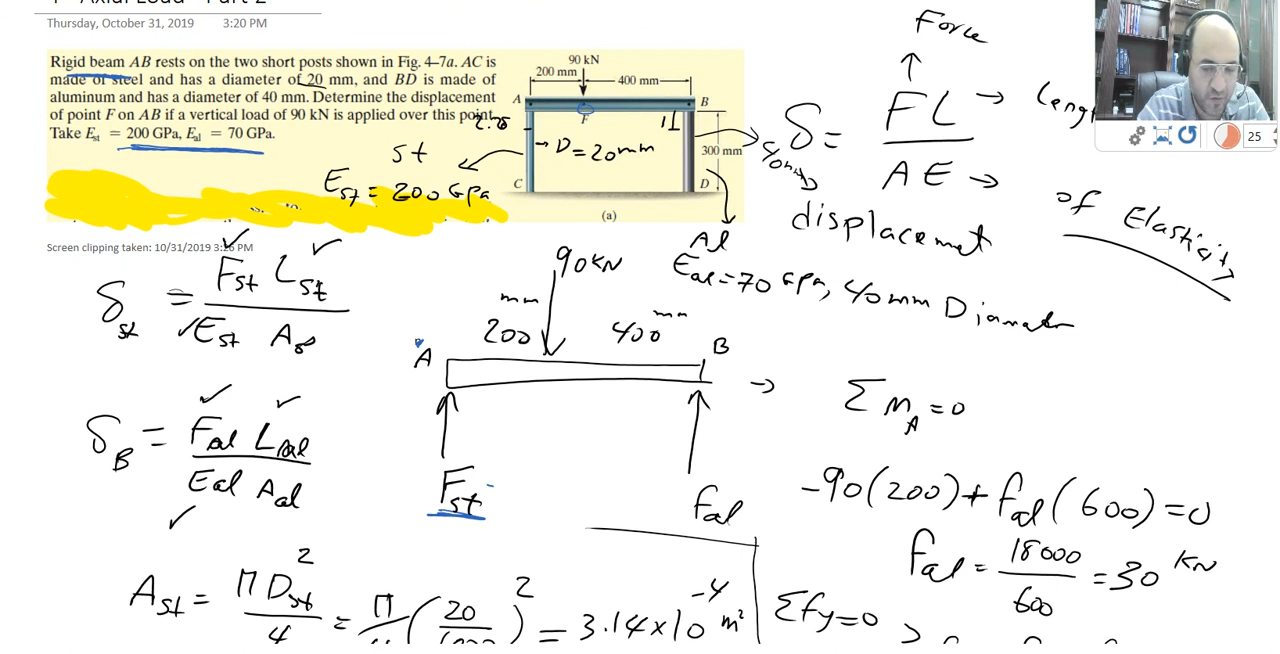 Thursday, October 31, 2019 3:20 PM
Rigid beam AB rests on the two short posts shown in Fig. 4–7a. AC is
made of steel and has a diameter of 20 mm, and BD is made of
aluminum and has a diameter of 40 mm. Determine the displacement
of point F on AB if a vertical load of 90 kN is applied over this point.
Take Est = 200 GPa, Eal = 70 GPa.
90 kN
200 mm
400 mm
A
B
F
300 mm
C
D
(a)
D = 20mm
st
Est = 200 GPa
Al
Eal = 70 GPa, 40mm Diameter
Force
δ = FL / AE
displacemet
of Elasticity
Screen clipping taken: 10/31/2019 3:26 PM
δst = Fst Lst / Est Ast
δB = Fal Lal / Eal Aal
90 KN
mm
200
mm
400
A
B
Fst
Fal
ΣMA = 0
-90(200) + Fal(600) = 0
Fal = 18000 / 600 = 30 KN
Ast = ΠDst² / 4 = Π (20 )² = 3.14×10⁻⁴ m²
Σfy=0
25